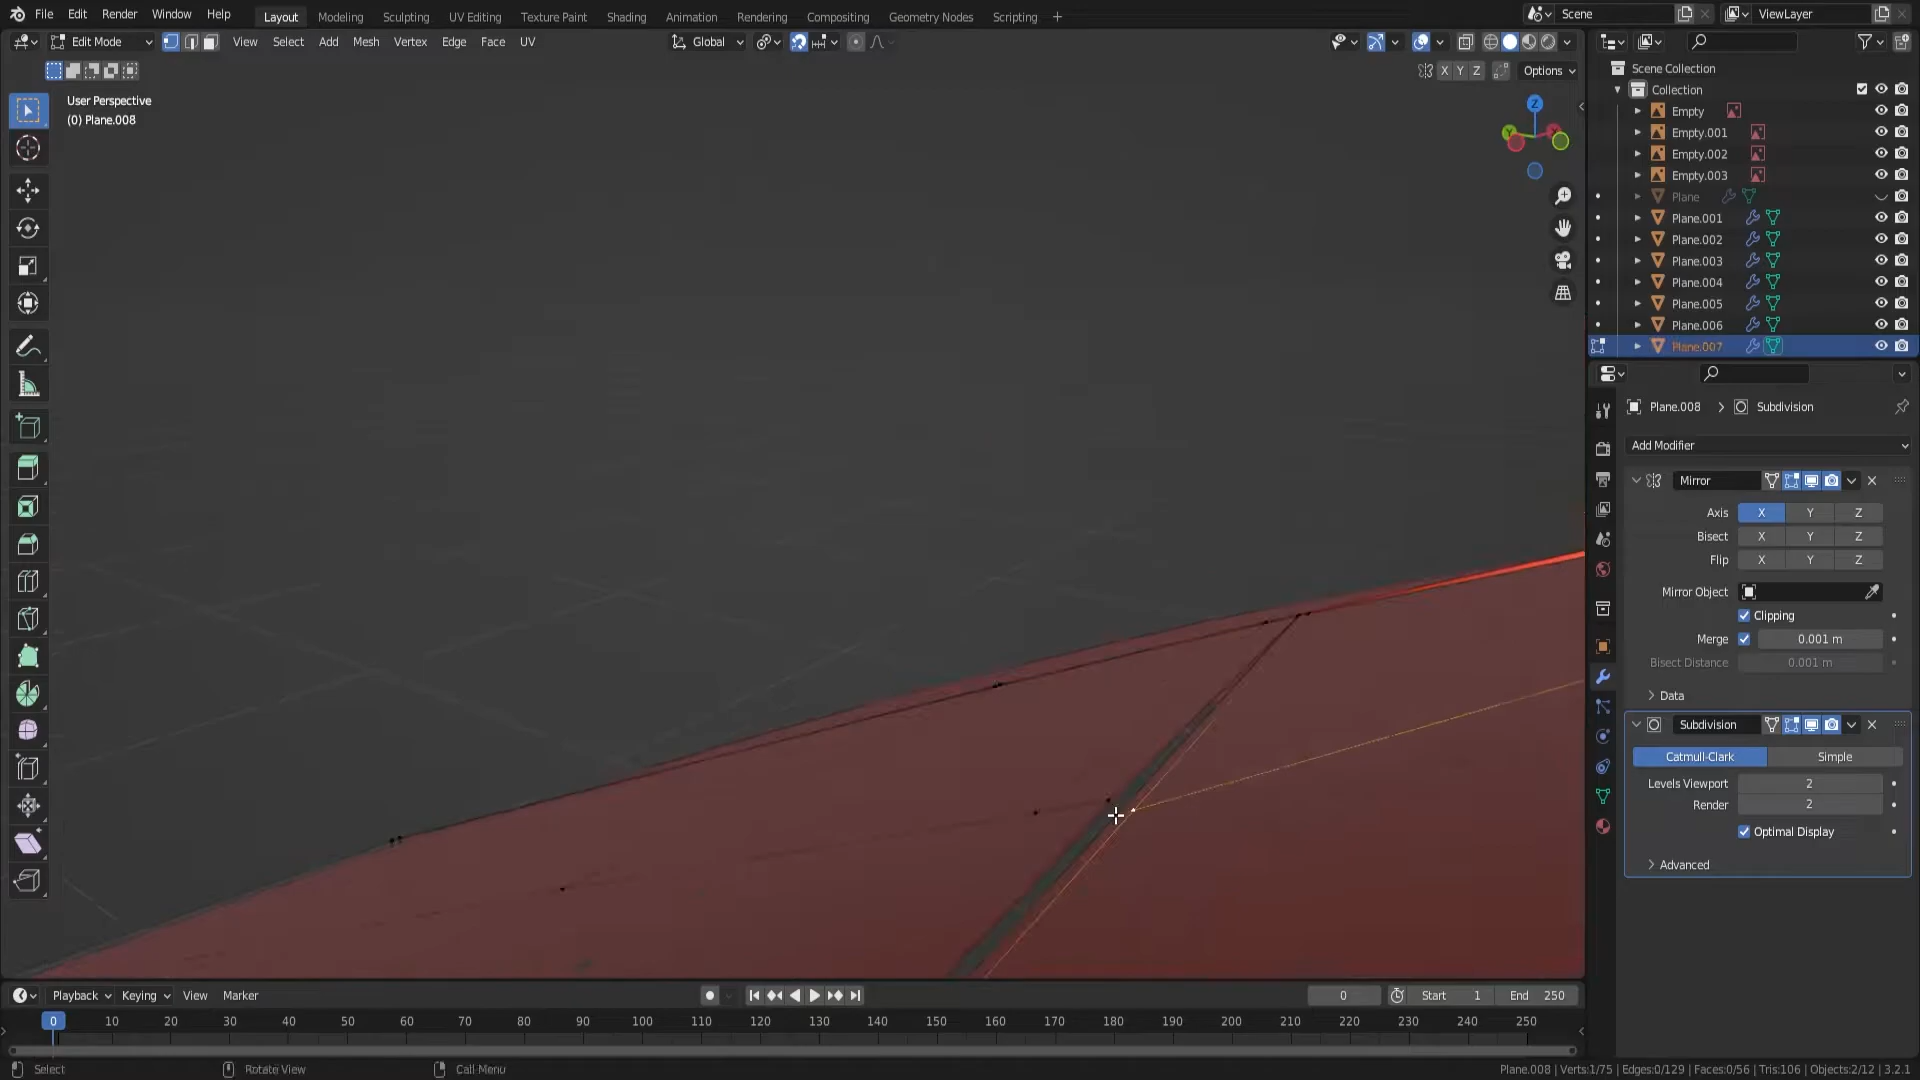 File Edit Render Window Help Layout Modeling Sculpting UV Editing Texture Paint Shading Animation Rendering Compositing Geometry Nodes Scripting + Scene ViewLayer
Edit Mode View Select Add Mesh Vertex Edge Face UV Global
X Y Z Options
User Perspective
(0) Plane.008
Z
Y
Scene Collection
Collection
Empty
Empty.001
Empty.002
Empty.003
Plane
Plane.001
Plane.002
Plane.003
Plane.004
Plane.005
Plane.006
Plane.007
Plane.008 > Subdivision
Add Modifier
Mirror
Axis X Y Z
Bisect X Y Z
Flip X Y Z
Mirror Object
Clipping
Merge 0.001 m
Bisect Distance 0.001 m
Data
Subdivision
Catmull-Clark Simple
Levels Viewport 2
Render 2
Optimal Display
Advanced
Playback Keying View Marker 0 Start 1 End 250
0 10 20 30 40 50 60 70 80 90 100 110 120 130 140 150 160 170 180 190 200 210 220 230 240 250
Select Rotate View Call Menu Plane.008 | Verts:1/75 | Edges:0/129 | Faces:0/56 | Tris:106 | Objects:2/12 | 3.2.1